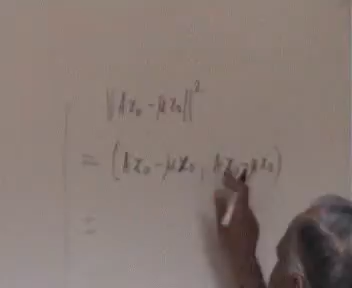 ||Ax₀ - μx₀||²
= (Ax₀ - μx₀, Ax₀ - μx₀)
=